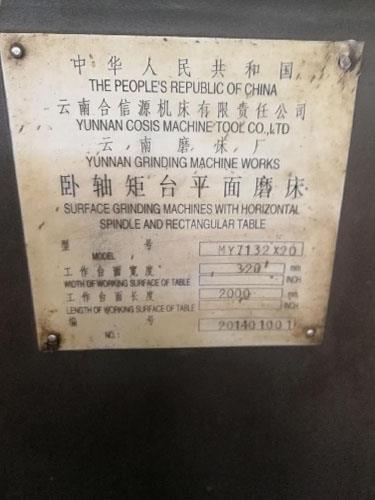 中华人民共和国
THE PEOPLE'S REPUBLIC OF CHINA
云南合信源机床有限责任公司
YUNNAN COSIS MACHINE TOOL CO.,LTD
云南磨床厂
YUNNAN GRINDING MACHINE WORKS
卧轴矩台平面磨床
SURFACE GRINDING MACHINES WITH HORIZONTAL
SPINDLE AND RECTANGULAR TABLE
型号 MY7132X20
MODEL
工作台面宽度 320 mm
WIDTH OF WORKING SURFACE OF TABLE INCH
工作台面长度 2000 mm
LENGTH OF WORKING SURFACE OF TABLE INCH
编号 201401001
NO.: